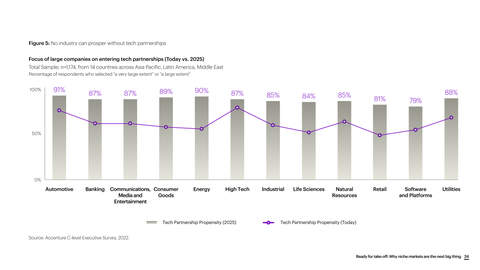 Figure 5: No industry can prosper without tech partnerships
Focus of large companies on entering tech partnerships (Today vs. 2025)
Total Sample, n=1,174, from 14 countries across Asia Pacific, Latin America, Middle East
Percentage of respondents who selected "a very large extent" or "a large extent"
100%
91% 87% 87% 89% 90% 87% 85% 84% 85% 81% 79% 88%
50%
0%
Automotive Banking Communications, Consumer Energy High Tech Industrial Life Sciences Natural Retail Software Utilities
Media and Goods Resources and Platforms
Entertainment
Tech Partnership Propensity (2025) Tech Partnership Propensity (Today)
Source: Accenture C-level Executive Survey, 2022.
Ready for take off: Why niche markets are the next big thing 24